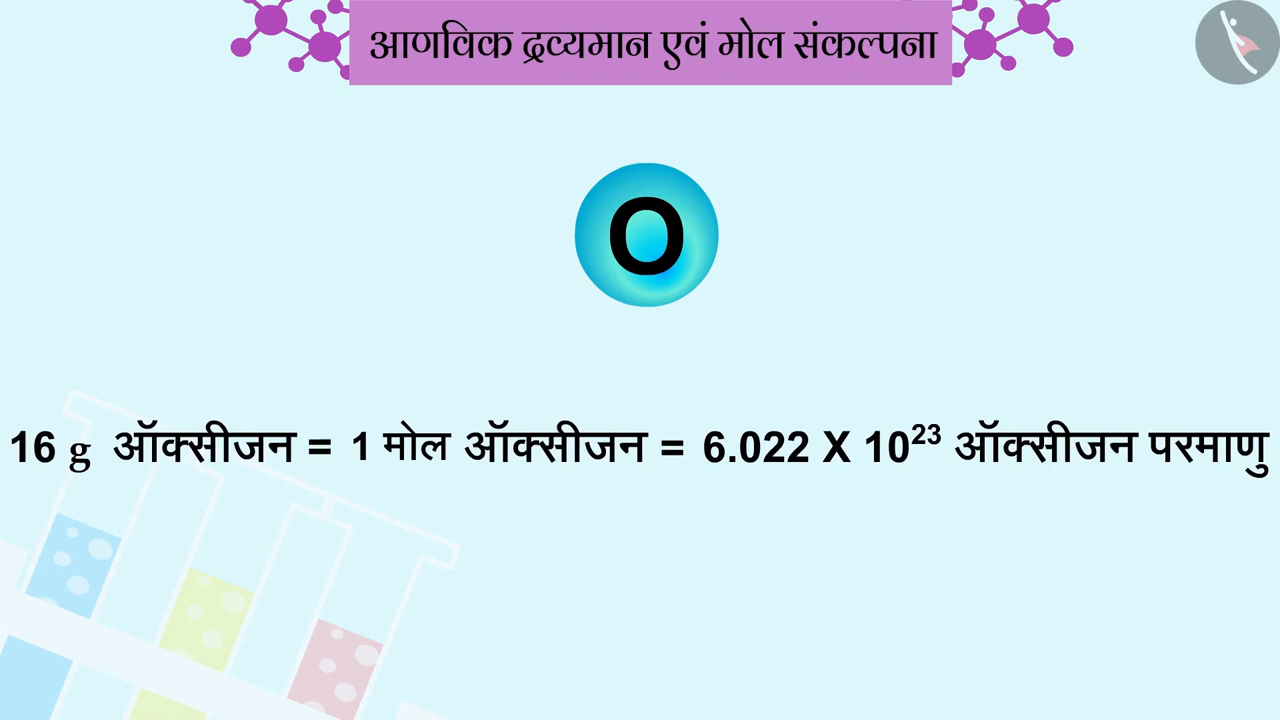 आणविक द्रव्यमान एवं मोल संकल्पना
O
16 g ऑक्सीजन = 1 मोल ऑक्सीजन = 6.022 X 10²³ ऑक्सीजन परमाणु